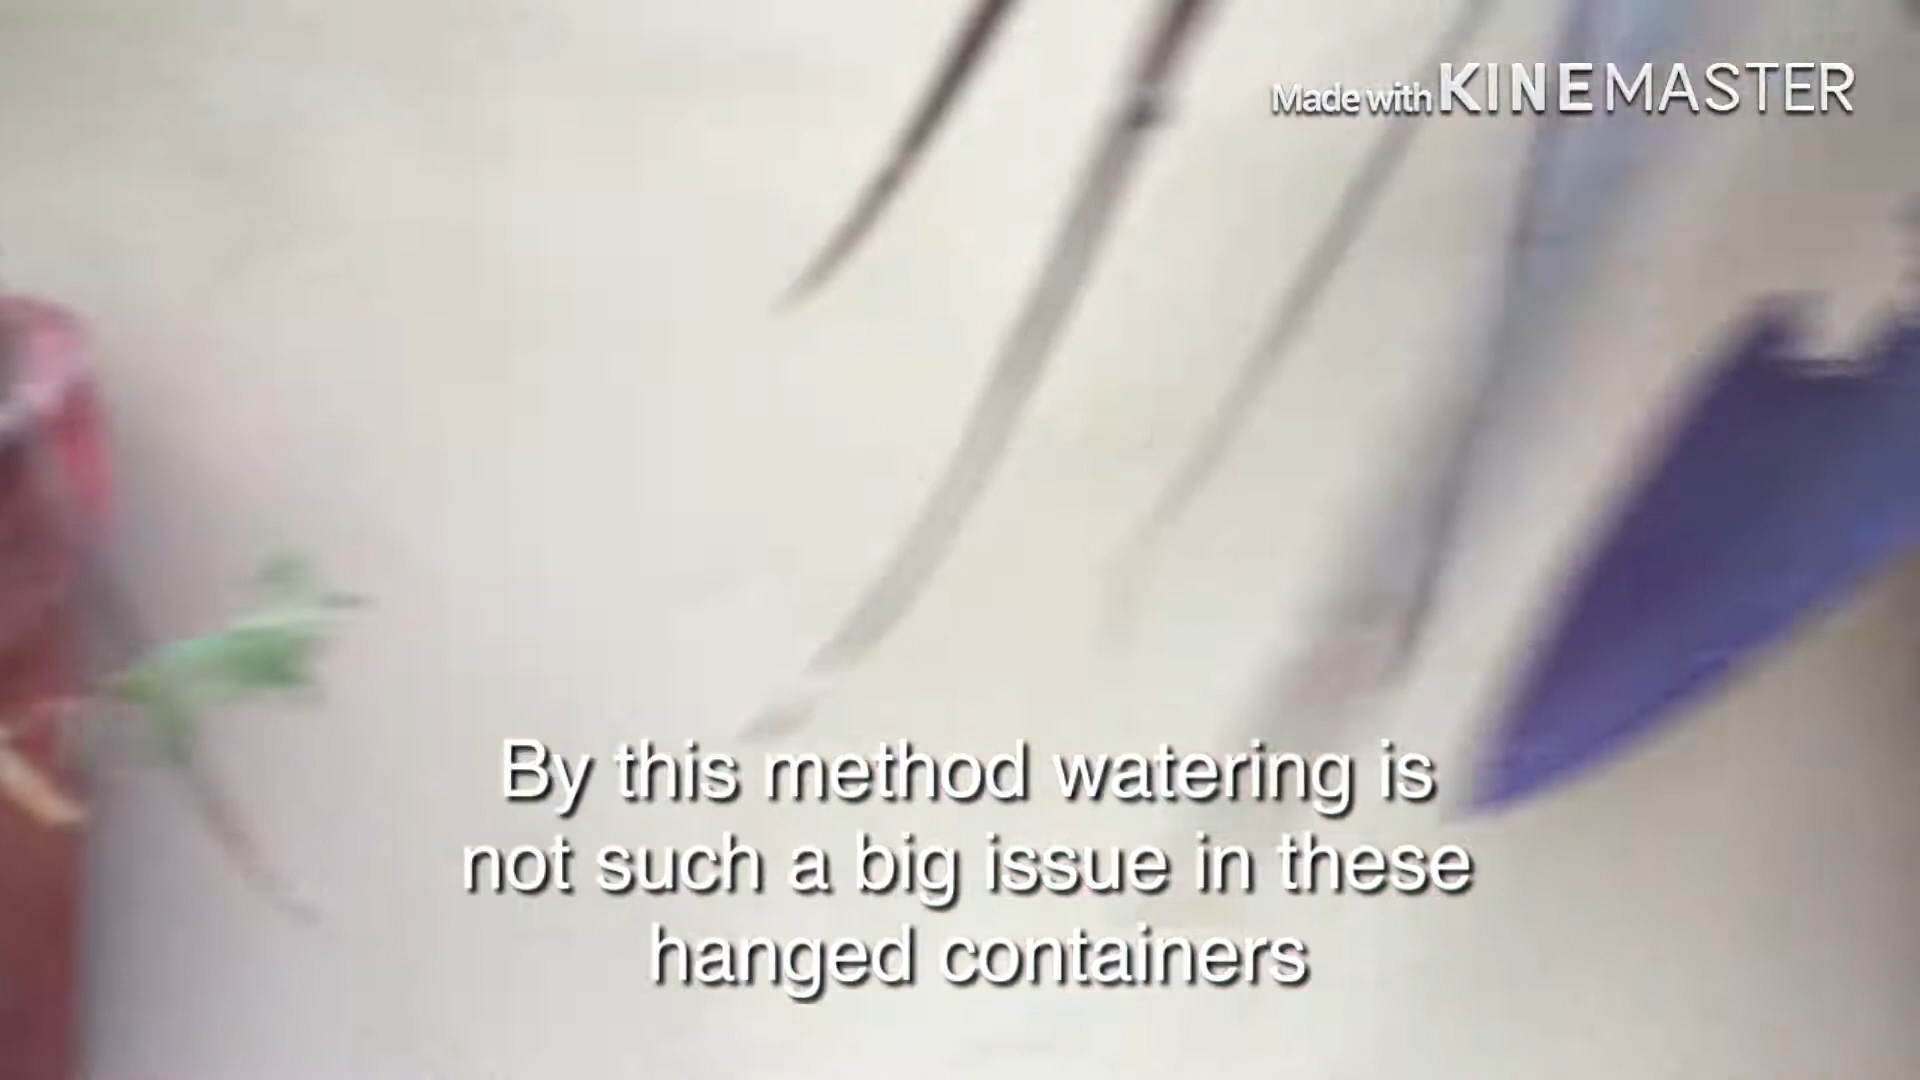 Made with KINEMASTER
By this method watering is
not such a big issue in these
hanged containers